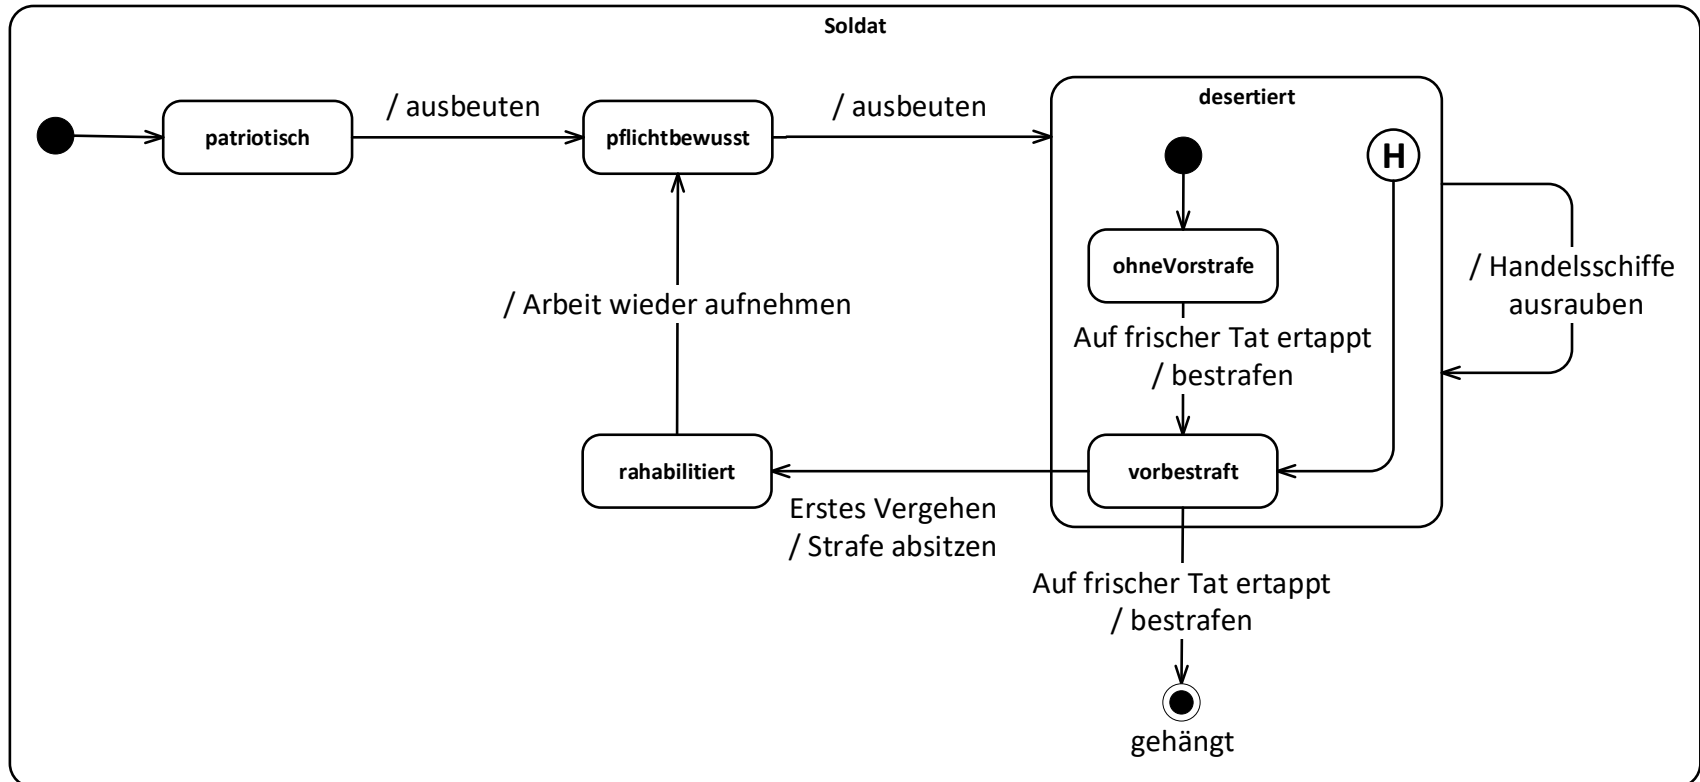 Soldat
patriotisch
/ ausbeuten
pflichtbewusst
/ ausbeuten
desertiert
H
ohneVorstrafe
/ Handelsschiffe
ausrauben
/ Arbeit wieder aufnehmen
Auf frischer Tat ertappt
/ bestrafen
rahabilitiert
vorbestraft
Erstes Vergehen
/ Strafe absitzen
Auf frischer Tat ertappt
/ bestrafen
gehängt